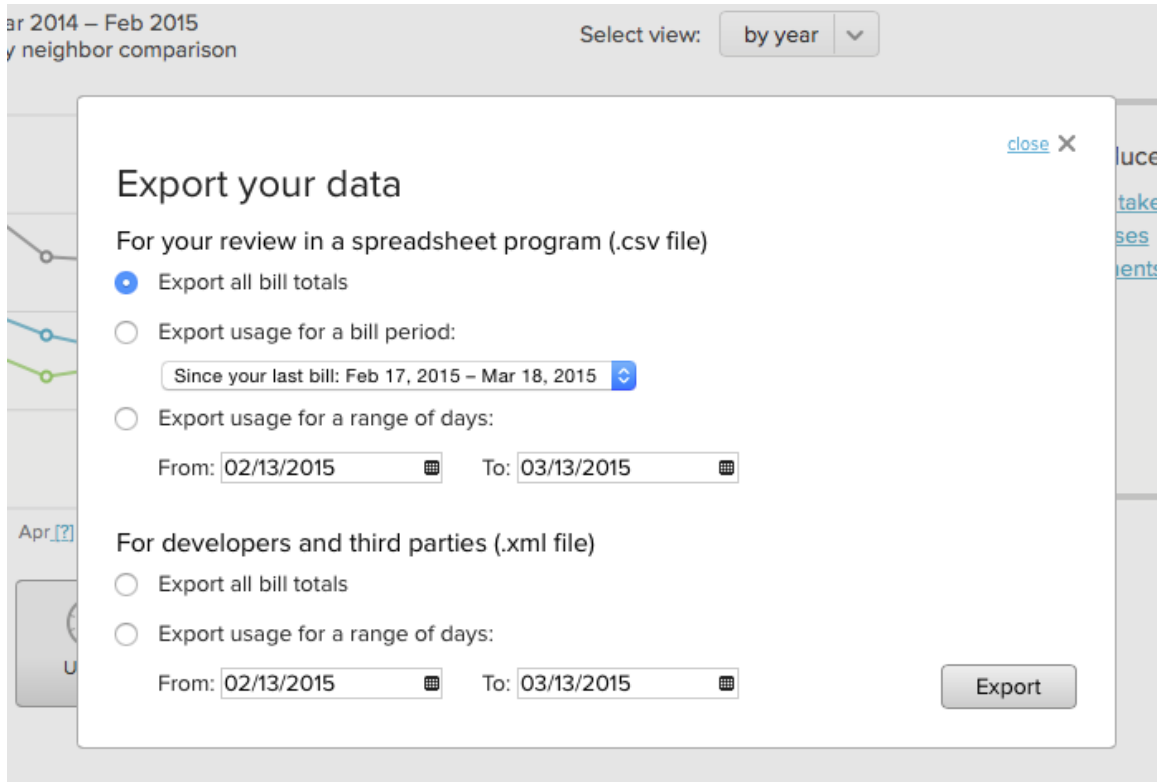 ar 2014 – Feb 2015
y neighbor comparison
Select view: by year
close
Export your data
For your review in a spreadsheet program (.csv file)
Export all bill totals
Export usage for a bill period:
Since your last bill: Feb 17, 2015 – Mar 18, 2015
Export usage for a range of days:
From: 02/13/2015 To: 03/13/2015
For developers and third parties (.xml file)
Export all bill totals
Export usage for a range of days:
From: 02/13/2015 To: 03/13/2015
Export
luce
take
ses
ents
Apr [?]
U